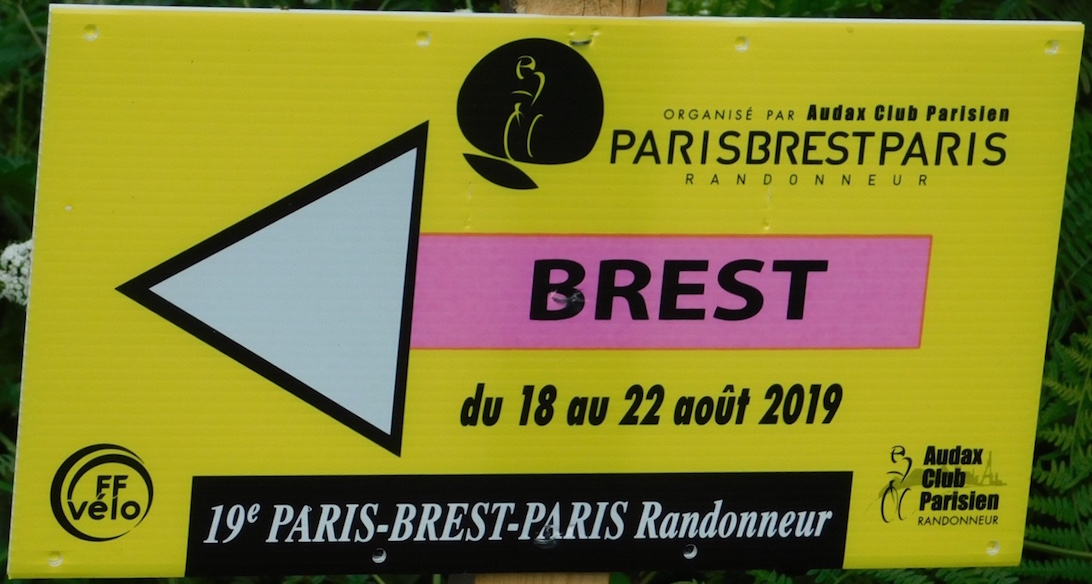 ORGANISÉ PAR Audax Club Parisien
PARISBRESTPARIS
RANDONNEUR
BREST
du 18 au 22 août 2019
FF
vélo
19e PARIS-BREST-PARIS Randonneur
Audax
Club
Parisien
RANDONNEUR